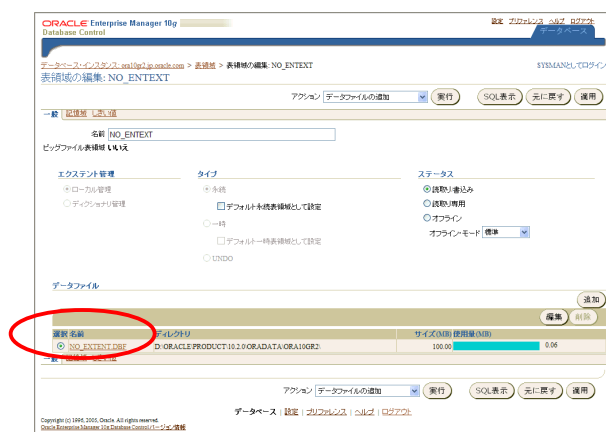 ORACLE Enterprise Manager 10g
Database Control
設定 プリファレンス ヘルプ ログアウト
データベース
データベース・インスタンス: ora10gr2.jp.oracle.com > 表領域 > 表領域の編集: NO_ENTEXT
SYSMANとしてログイン
表領域の編集: NO_ENTEXT
アクション データファイルの追加 実行 SQL表示 元に戻す 適用
一般 記憶域 しきい値
名前 NO_ENTEXT
ビッグファイル表領域 いいえ
エクステント管理 タイプ ステータス
ローカル管理 永続 読取り/書込み
ディクショナリ管理 デフォルト永続表領域として設定 読取り専用
一時 オフライン
デフォルト一時表領域として設定 オフライン・モード 標準
UNDO
データファイル
追加
編集 削除
選択 名前 ディレクトリ サイズ(MB) 使用量(MB)
NO_EXTENT.DBF D:\ORACLE\PRODUCT\10.2.0\ORADATA\ORA10GR2\ 100.00 0.06
一般 記憶域 しきい値
アクション データファイルの追加 実行 SQL表示 元に戻す 適用
データベース | 設定 | プリファレンス | ヘルプ | ログアウト
Copyright (c) 1996, 2005, Oracle. All rights reserved.
Oracle Enterprise Manager 10g Database Controlバージョン情報